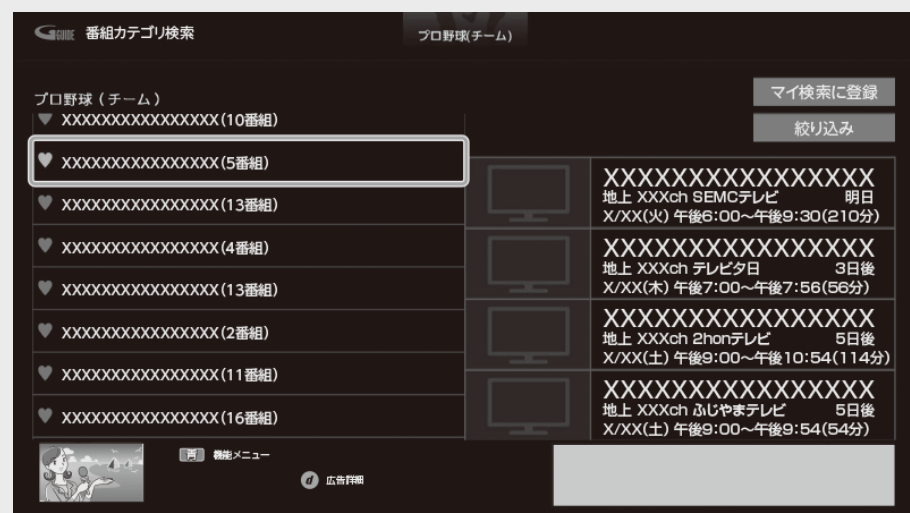 GGUIDE 番組カテゴリ検索
プロ野球(チーム)
プロ野球（チーム）
マイ検索に登録
絞り込み
XXXXXXXXXXXXXXXX(10番組)
XXXXXXXXXXXXXXXX(5番組)
XXXXXXXXXXXXXXXX(13番組)
XXXXXXXXXXXXXXXX(4番組)
XXXXXXXXXXXXXXXX(13番組)
XXXXXXXXXXXXXXXX(2番組)
XXXXXXXXXXXXXXXX(11番組)
XXXXXXXXXXXXXXXX(16番組)
XXXXXXXXXXXXXXXX
地上 XXXch SEMCテレビ 明日
X/XX(火) 午後6:00～午後9:30(210分)
XXXXXXXXXXXXXXXX
地上 XXXch テレビタ日 3日後
X/XX(木) 午後7:00～午後7:56(56分)
XXXXXXXXXXXXXXXX
地上 XXXch 2honテレビ 5日後
X/XX(土) 午後9:00～午後10:54(114分)
XXXXXXXXXXXXXXXX
地上 XXXch ふじやまテレビ 5日後
X/XX(土) 午後9:00～午後9:54(54分)
青 機能メニュー
d 広告詳細